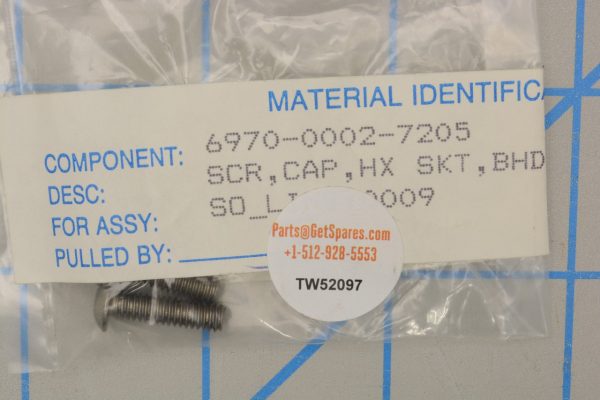 MATERIAL IDENTIFICA
COMPONENT: 6970-0002-7205
DESC: SCR,CAP,HX SKT,BHD
FOR ASSY: 0009
PULLED BY:
Parts@GetSpares.com
+1-512-928-5553
TW52097